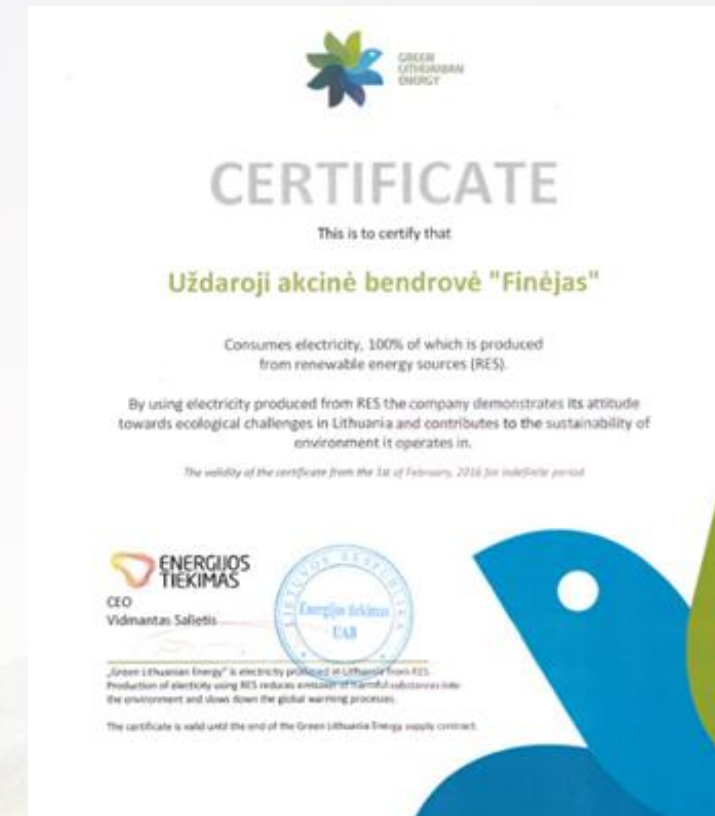 GREEN
LITHUANIAN
ENERGY
CERTIFICATE
This is to certify that
Uždaroji akcinė bendrovė "Finėjas"
Consumes electricity, 100% of which is produced
from renewable energy sources (RES).
By using electricity produced from RES the company demonstrates its attitude
towards ecological challenges in Lithuania and contributes to the sustainability of
environment it operates in.
The validity of the certificate from the 1st of February, 2016 for indefinite period
ENERGIJOS
TIEKIMAS
CEO
Vidmantas Salietis
LIETUVOS RESPUBLIKA
Energijos tiekimas
UAB
„Green Lithuanian Energy" is electricity produced in Lithuania from RES.
Production of electricity using RES reduces emission of harmful substances into
the environment and slows down the global warming processes.
The certificate is valid until the end of the Green Lithuania Energy supply contract.